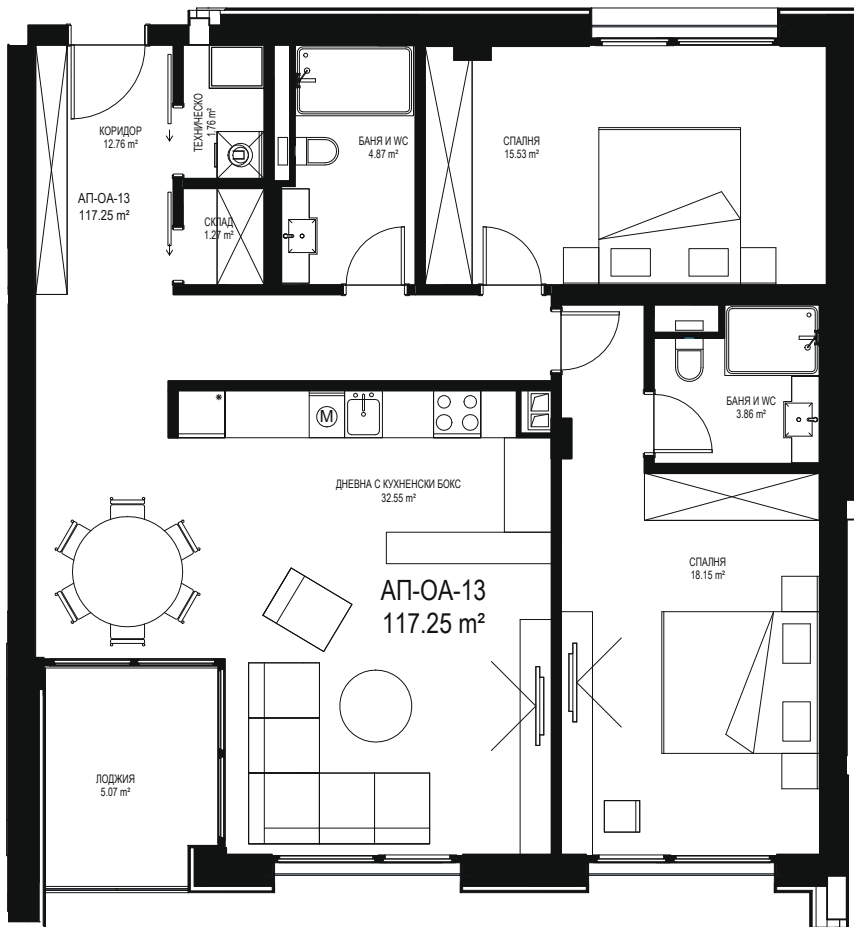 КОРИДОР
12.76 m²
АП-ОА-13
117.25 m²
ТЕХНИЧЕСКО
1.76 m²
СКЛАД
1.27 m²
БАНЯ И WC
4.87 m²
СПАЛНЯ
15.53 m²
БАНЯ И WC
3.86 m²
M
ДНЕВНА С КУХНЕНСКИ БОКС
32.55 m²
АП-ОА-13
117.25 m²
СПАЛНЯ
18.15 m²
ЛОДЖИЯ
5.07 m²